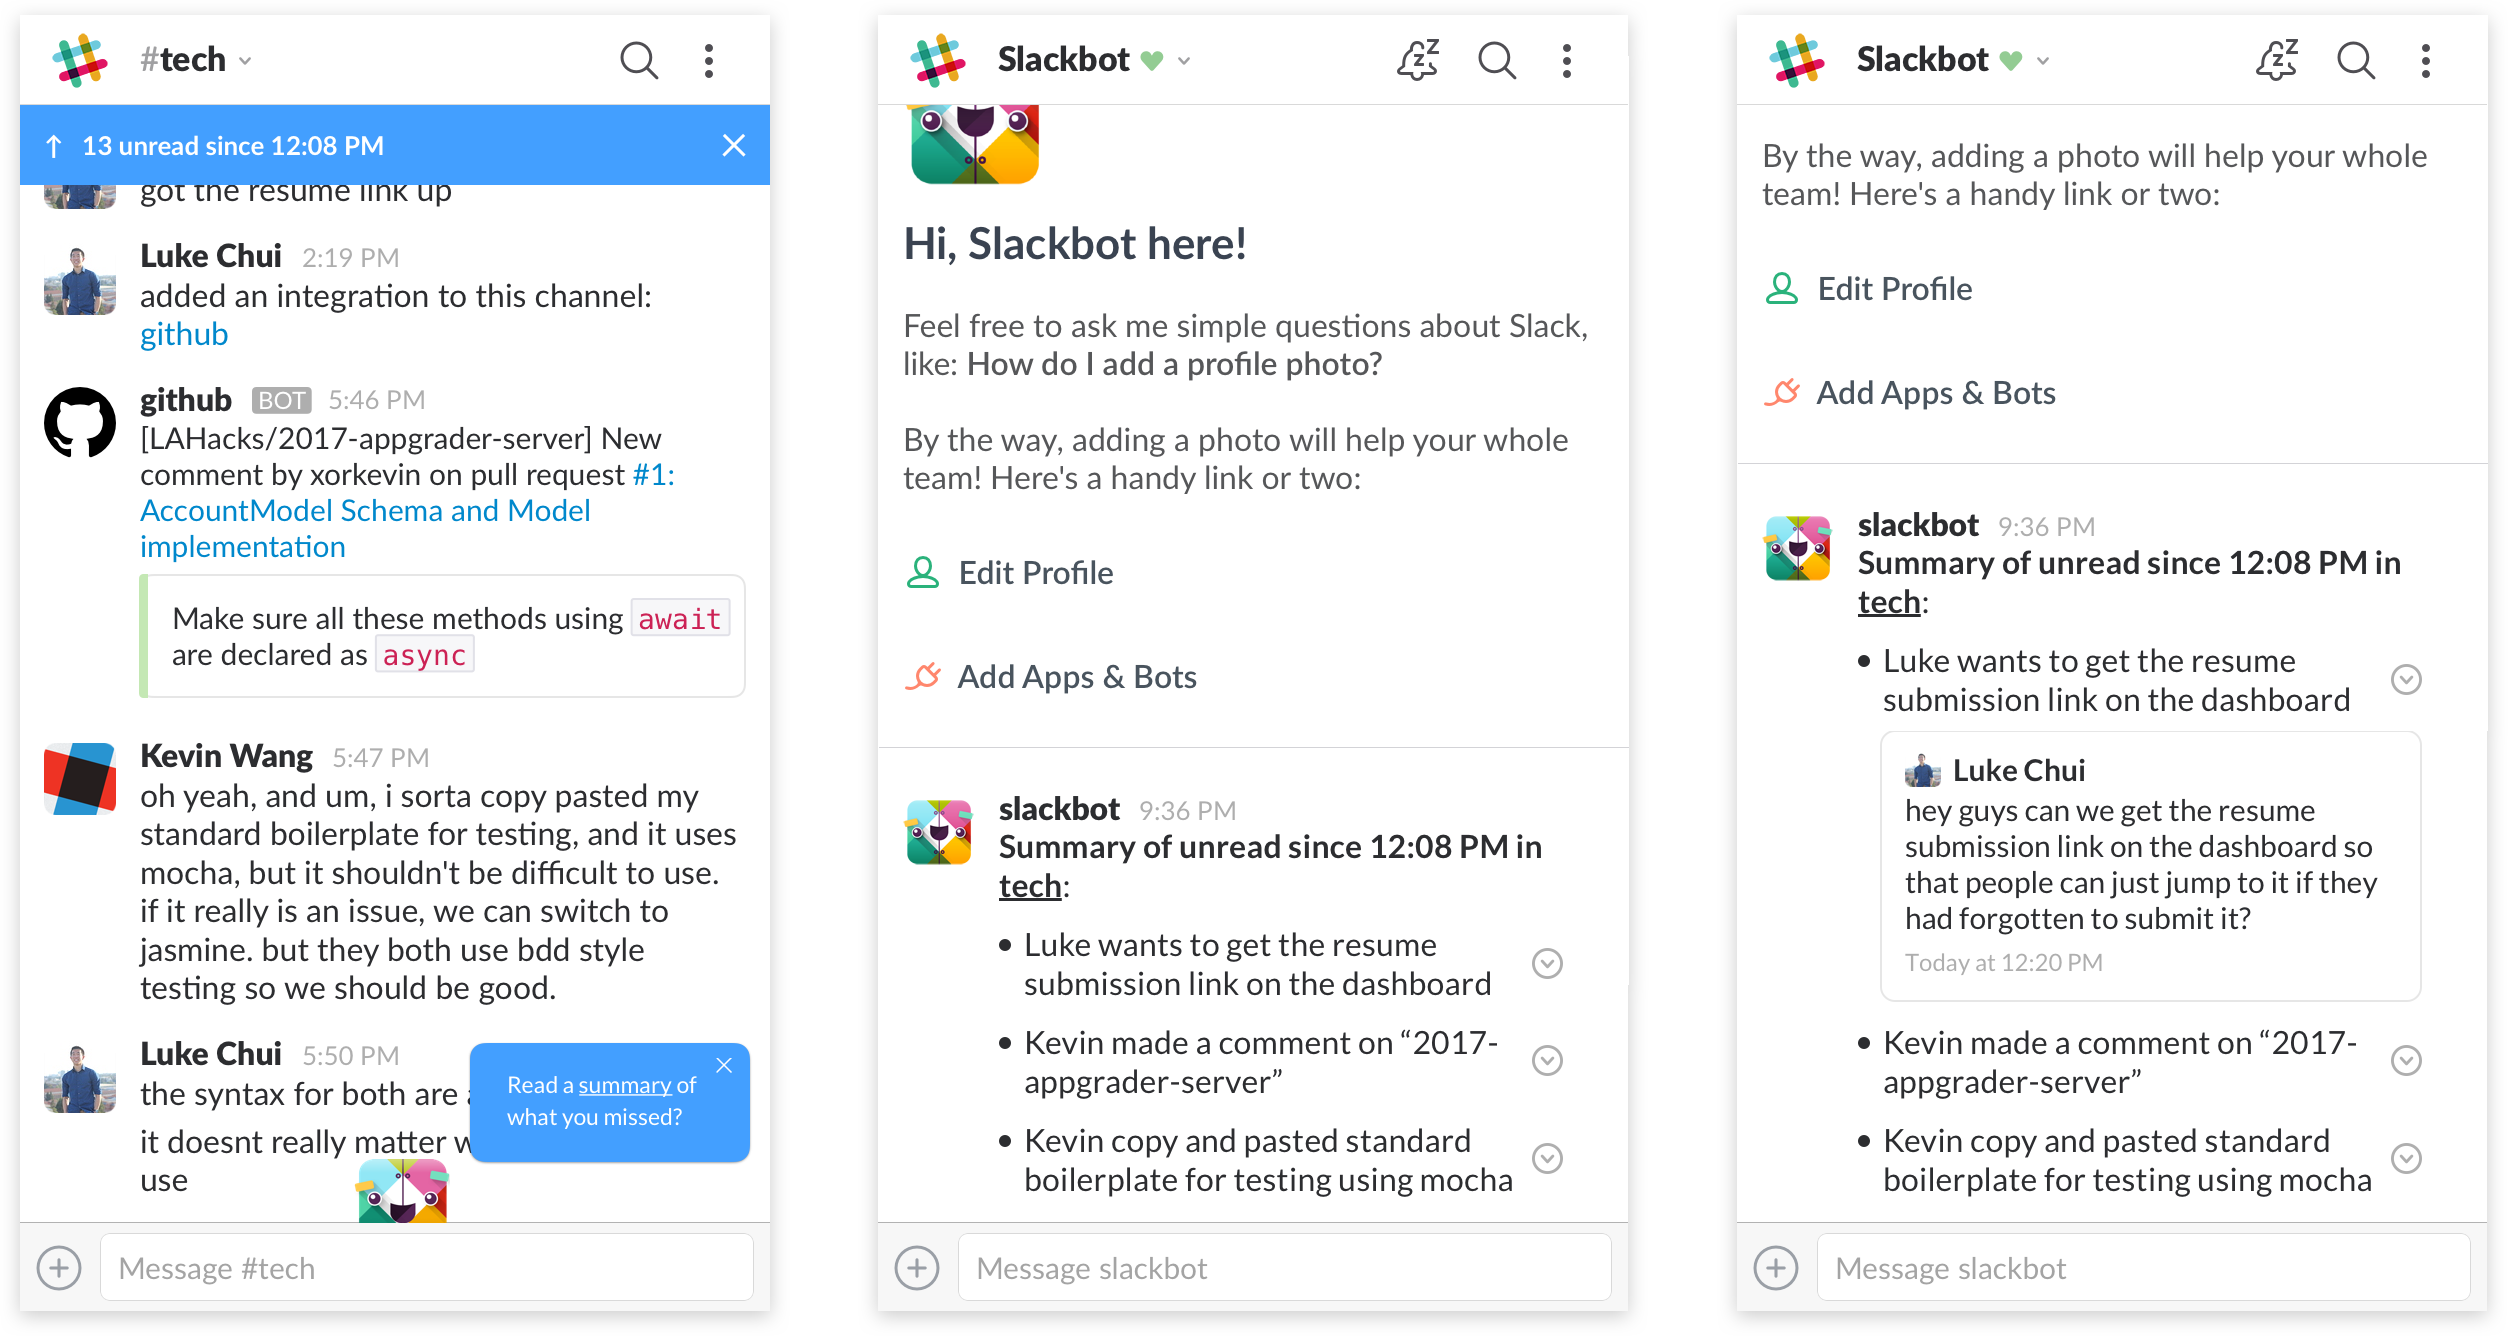 #tech
13 unread since 12:08 PM
got the resume link up
Luke Chui 2:19 PM
added an integration to this channel:
github
github BOT 5:46 PM
[LAHacks/2017-appgrader-server] New
comment by xorkevin on pull request #1:
AccountModel Schema and Model
implementation
Make sure all these methods using await
are declared as async
Kevin Wang 5:47 PM
oh yeah, and um, i sorta copy pasted my
standard boilerplate for testing, and it uses
mocha, but it shouldn't be difficult to use.
if it really is an issue, we can switch to
jasmine. but they both use bdd style
testing so we should be good.
Luke Chui 5:50 PM
the syntax for both are
it doesnt really matter
use
Read a summary of
what you missed?
Message #tech
Slackbot
z Z
Hi, Slackbot here!
Feel free to ask me simple questions about Slack,
like: How do I add a profile photo?
By the way, adding a photo will help your whole
team! Here's a handy link or two:
Edit Profile
Add Apps & Bots
slackbot 9:36 PM
Summary of unread since 12:08 PM in
tech:
• Luke wants to get the resume
submission link on the dashboard
• Kevin made a comment on “2017-
appgrader-server”
• Kevin copy and pasted standard
boilerplate for testing using mocha
Message slackbot
Slackbot
z Z
By the way, adding a photo will help your whole
team! Here's a handy link or two:
Edit Profile
Add Apps & Bots
slackbot 9:36 PM
Summary of unread since 12:08 PM in
tech:
• Luke wants to get the resume
submission link on the dashboard
Luke Chui
hey guys can we get the resume
submission link on the dashboard so
that people can just jump to it if they
had forgotten to submit it?
Today at 12:20 PM
• Kevin made a comment on “2017-
appgrader-server”
• Kevin copy and pasted standard
boilerplate for testing using mocha
Message slackbot